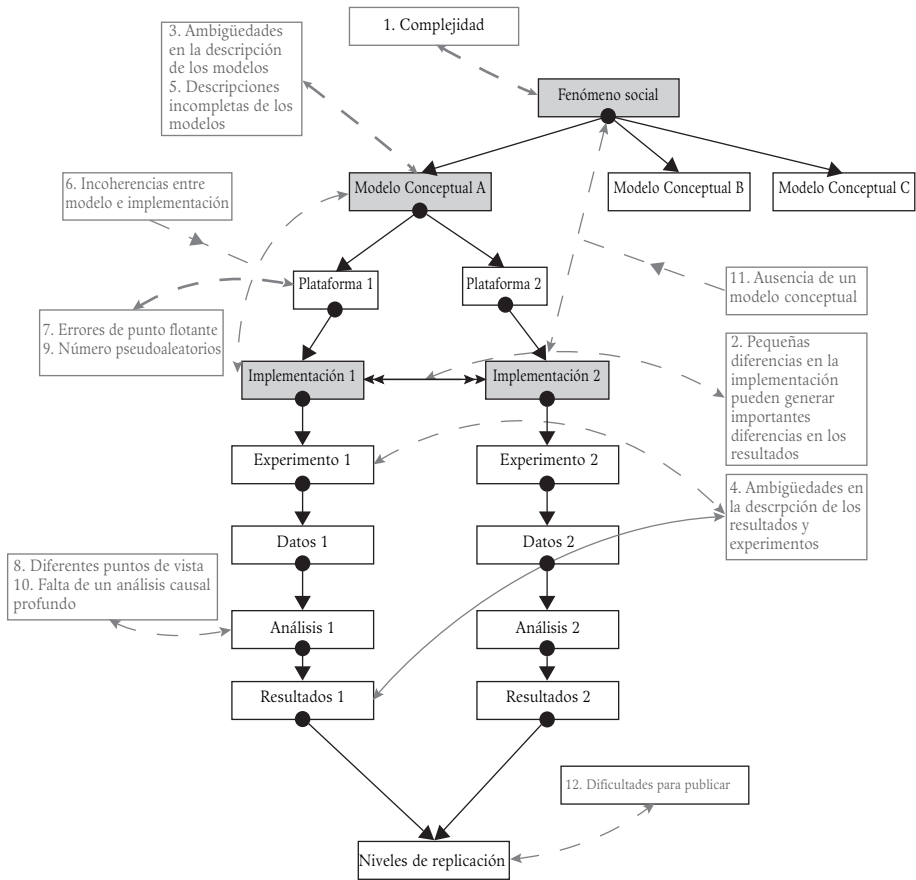 1. Complejidad
3. Ambigüedades
en la descripción
de los modelos
5. Descripciones
incompletas de los
modelos
Fenómeno social
6. Incoherencias entre
modelo e implementación
Modelo Conceptual A
Modelo Conceptual B
Modelo Conceptual C
Plataforma 1
Plataforma 2
11. Ausencia de un
modelo conceptual
7. Errores de punto flotante
9. Número pseudoaleatorios
Implementación 1
Implementación 2
2. Pequeñas
diferencias en la
implementación
pueden generar
importantes
diferencias en los
resultados
Experimento 1
Experimento 2
4. Ambigüedades en
la descrpción de los
resultados y
experimentos
Datos 1
Datos 2
8. Diferentes puntos de vista
10. Falta de un análisis causal
profundo
Análisis 1
Análisis 2
Resultados 1
Resultados 2
12. Dificultades para publicar
Niveles de replicación